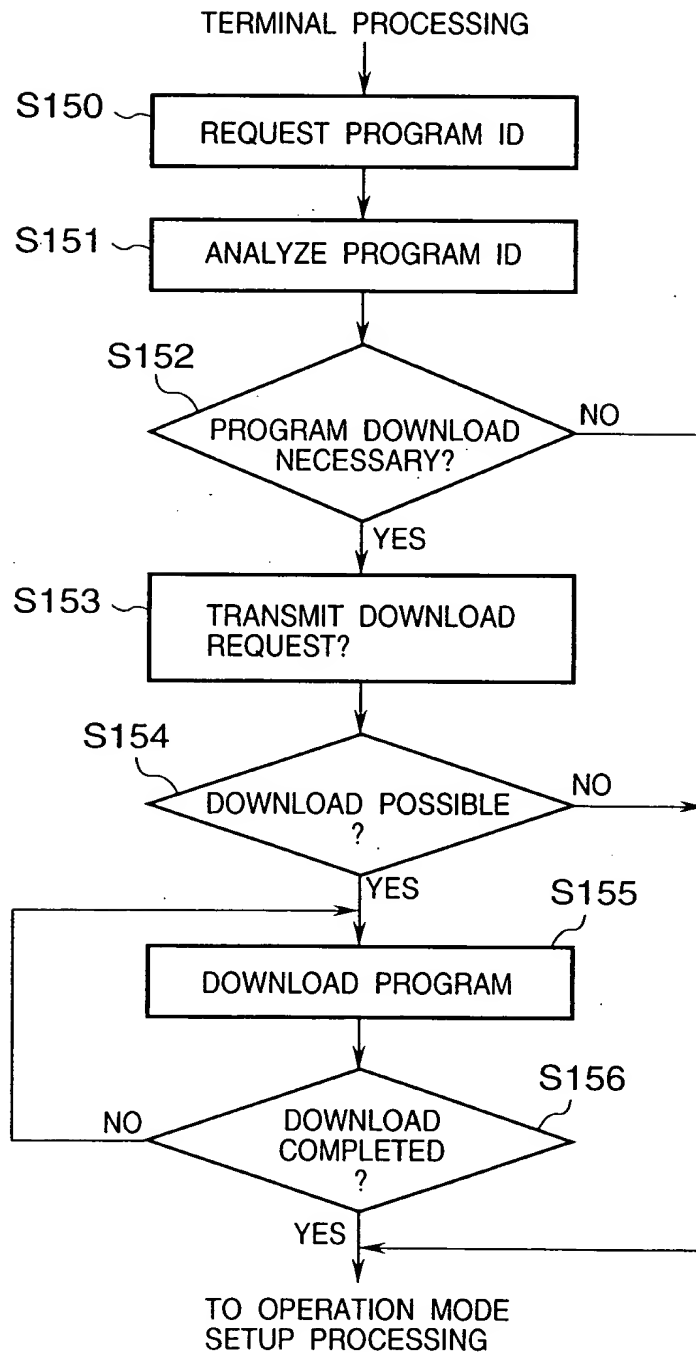 TERMINAL PROCESSING
S150
REQUEST PROGRAM ID
S151
ANALYZE PROGRAM ID
S152
PROGRAM DOWNLOAD
NECESSARY?
NO
YES
S153
TRANSMIT DOWNLOAD
REQUEST?
S154
DOWNLOAD POSSIBLE
?
NO
YES
S155
DOWNLOAD PROGRAM
S156
DOWNLOAD
COMPLETED
?
NO
YES
TO OPERATION MODE
SETUP PROCESSING